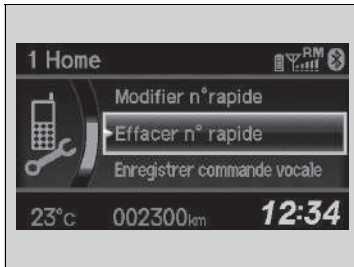 1 Home RM
Modifier n°rapide
Effacer n° rapide
Enregistrer commande vocale
23°c 002300km 12:34